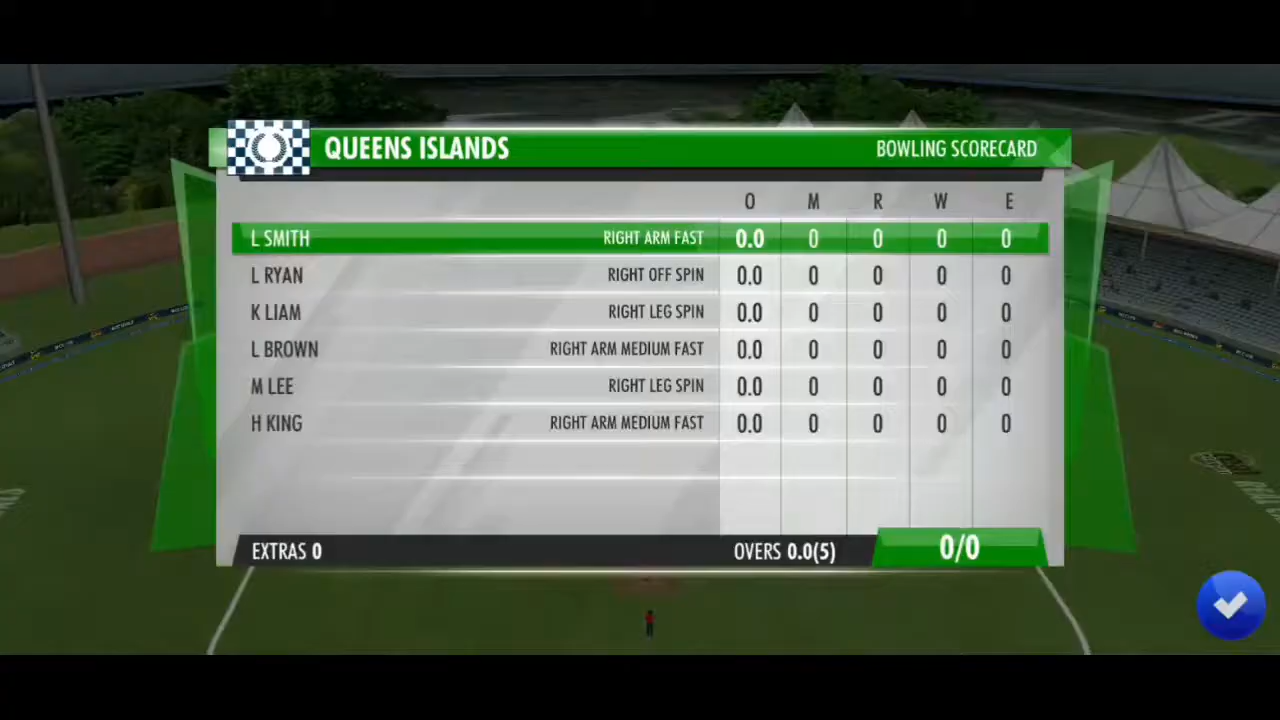 QUEENS ISLANDS BOWLING SCORECARD
O M R W E
L SMITH RIGHT ARM FAST 0.0 0 0 0 0
L RYAN RIGHT OFF SPIN 0.0 0 0 0 0
K LIAM RIGHT LEG SPIN 0.0 0 0 0 0
L BROWN RIGHT ARM MEDIUM FAST 0.0 0 0 0 0
M LEE RIGHT LEG SPIN 0.0 0 0 0 0
H KING RIGHT ARM MEDIUM FAST 0.0 0 0 0 0
EXTRAS 0 OVERS 0.0(5) 0/0